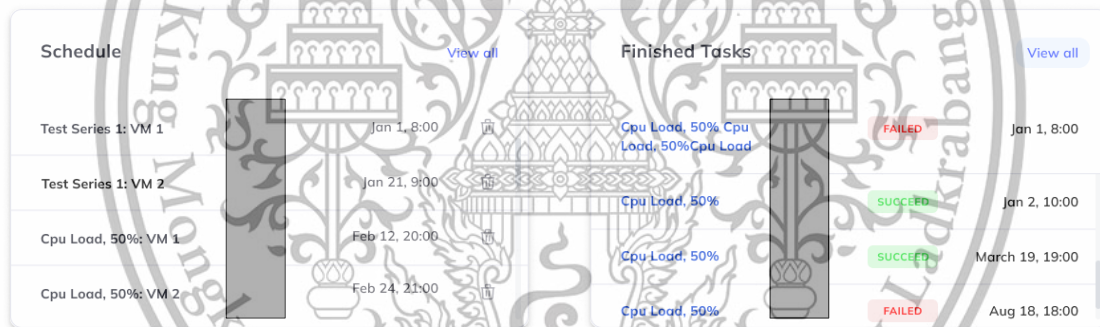 Schedule
View all
Test Series 1: VM 1
Jan 1, 8:00
Test Series 1: VM 2
Jan 21, 9:00
Cpu Load, 50%: VM 1
Feb 12, 20:00
Cpu Load, 50%: VM 2
Feb 24, 21:00
Finished Tasks
View all
Cpu Load, 50% Cpu
Load, 50%Cpu Load
FAILED
Jan 1, 8:00
Cpu Load, 50%
SUCCEED
Jan 2, 10:00
Cpu Load, 50%
SUCCEED
March 19, 19:00
Cpu Load, 50%
FAILED
Aug 18, 18:00
King Mongk
Ladkrabang